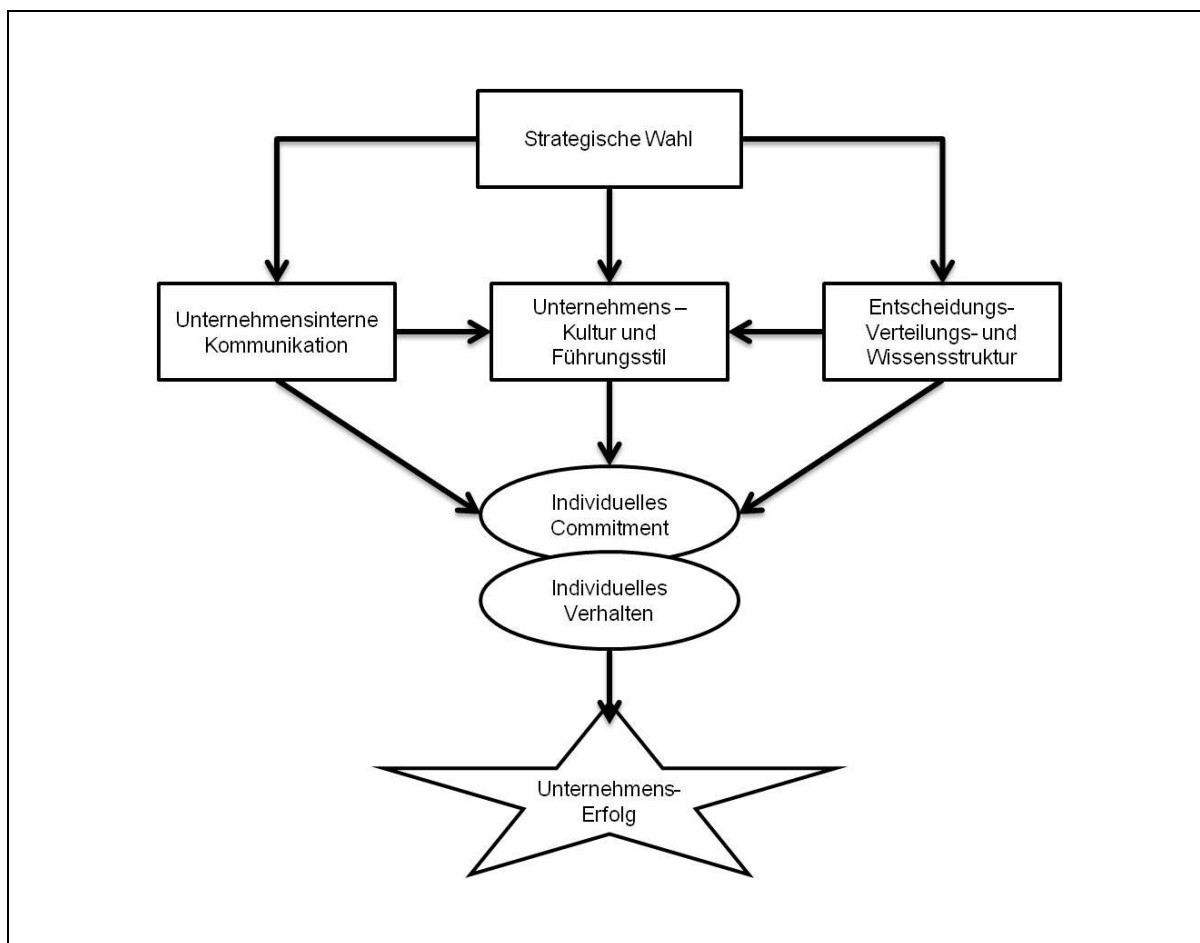 Strategische Wahl
Unternehmensinterne
Kommunikation
Unternehmens –
Kultur und
Führungsstil
Entscheidungs-
Verteilungs- und
Wissensstruktur
Individuelles
Commitment
Individuelles
Verhalten
Unternehmens-
Erfolg